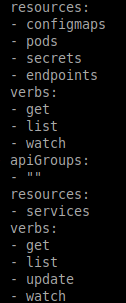 resources:
- configmaps
- pods
- secrets
- endpoints
verbs:
- get
- list
- watch
apiGroups:
- ""
resources:
- services
verbs:
- get
- list
- update
- watch